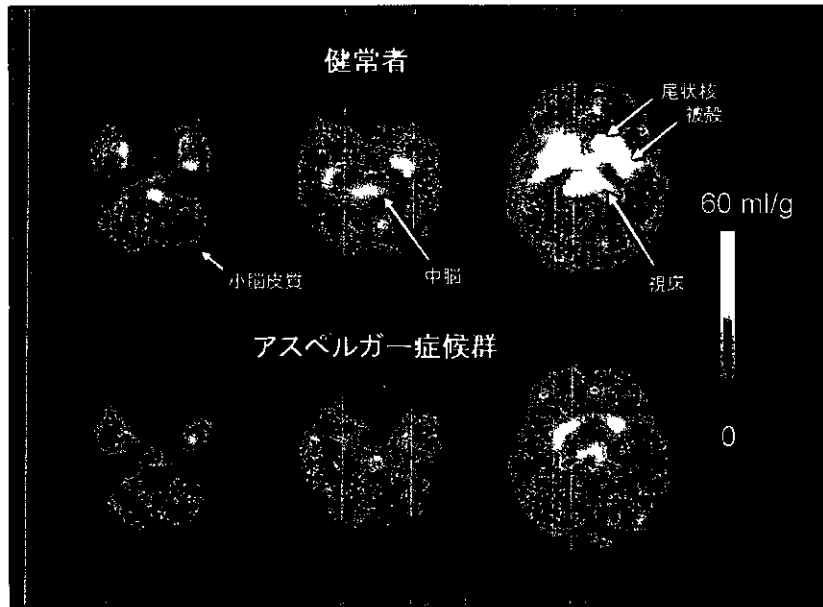 健常者
尾状核
被殻
60 ml/g
小脳皮質
中脳
視床
アスペルガー症候群
0